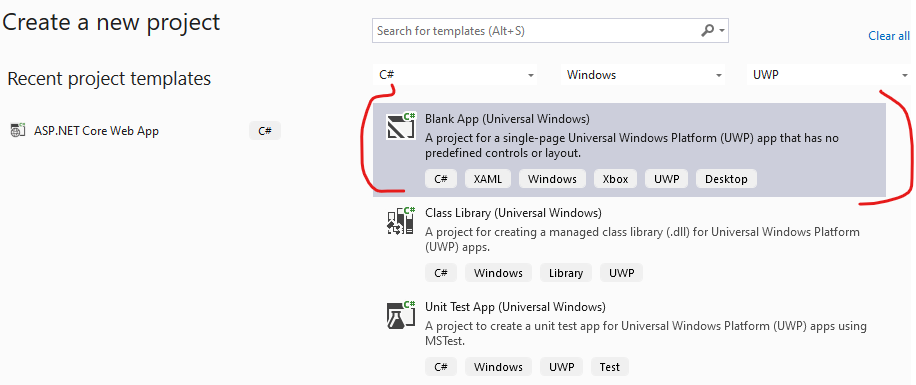 Create a new project
Search for templates (Alt+S)
Clear all
Recent project templates
C#
Windows
UWP
ASP.NET Core Web App
C#
C#
Blank App (Universal Windows)
A project for a single-page Universal Windows Platform (UWP) app that has no
predefined controls or layout.
C# XAML Windows Xbox UWP Desktop
C#
Class Library (Universal Windows)
A project for creating a managed class library (.dll) for Universal Windows Platform
(UWP) apps.
C# Windows Library UWP
C#
Unit Test App (Universal Windows)
A project to create a unit test app for Universal Windows Platform (UWP) apps using
MSTest.
C# Windows UWP Test